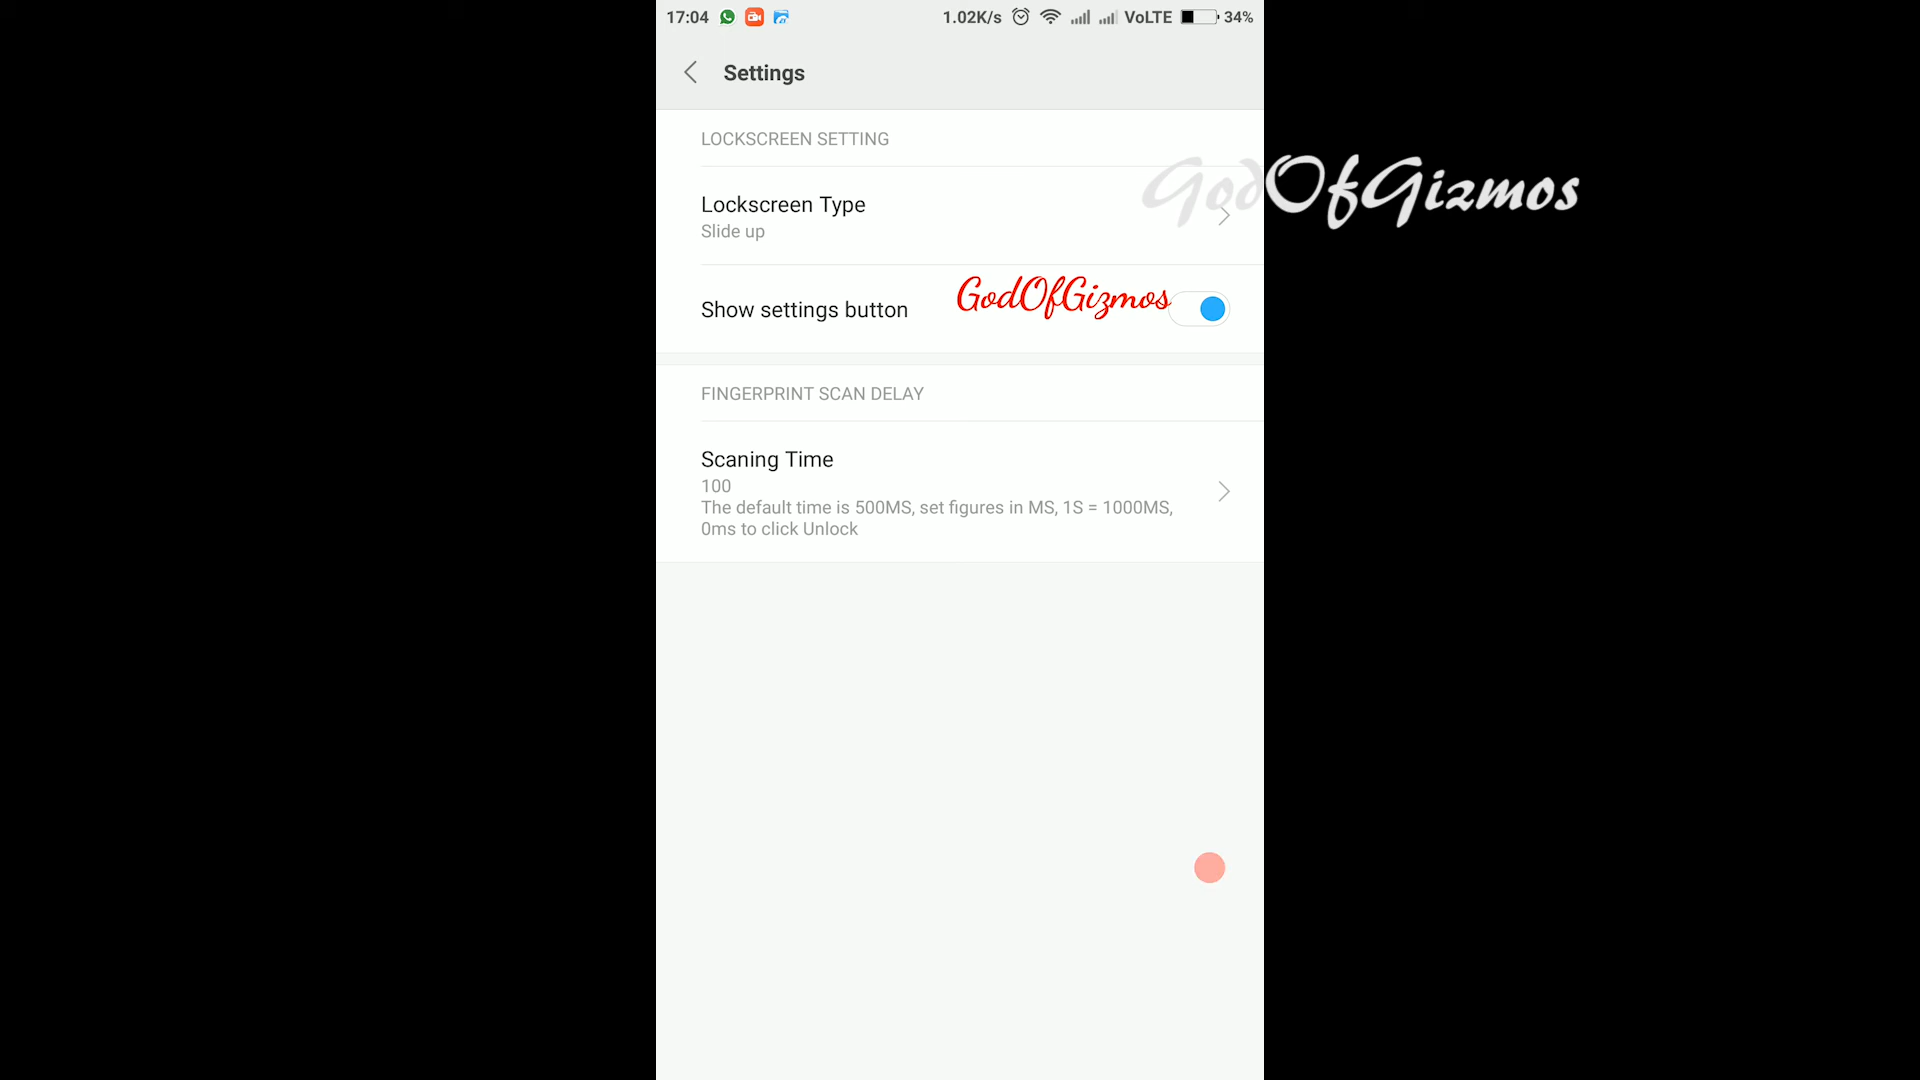 17:04 1.02K/s VoLTE 34%
Settings
LOCKSCREEN SETTING
GodOfGizmos
Lockscreen Type
Slide up
GodOfGizmos
Show settings button
FINGERPRINT SCAN DELAY
Scaning Time
100
The default time is 500MS, set figures in MS, 1S = 1000MS,
0ms to click Unlock